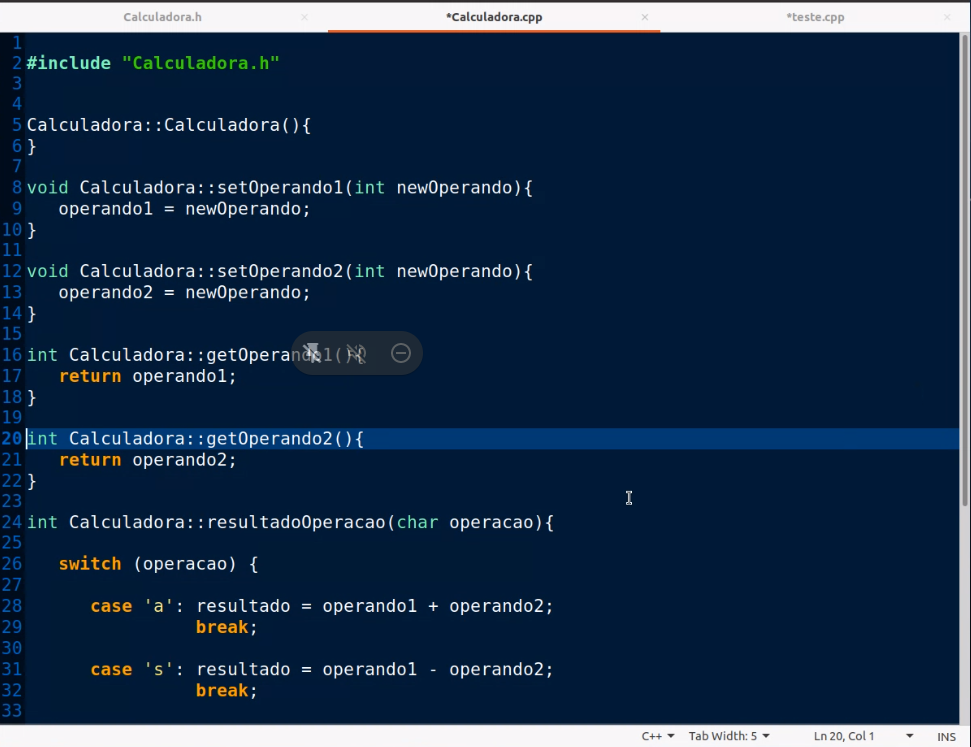 Calculadora.h
*Calculadora.cpp
*teste.cpp
1
2 #include "Calculadora.h"
3
4
5 Calculadora::Calculadora(){
6 }
7
8 void Calculadora::setOperando1(int newOperando){
9    operando1 = newOperando;
10 }
11
12 void Calculadora::setOperando2(int newOperando){
13    operando2 = newOperando;
14 }
15
16 int Calculadora::getOperando1(){
17    return operando1;
18 }
19
20 int Calculadora::getOperando2(){
21    return operando2;
22 }
23
24 int Calculadora::resultadoOperacao(char operacao){
25
26    switch (operacao) {
27
28       case 'a': resultado = operando1 + operando2;
29                 break;
30
31       case 's': resultado = operando1 - operando2;
32                 break;
33
C++ Tab Width: 5 Ln 20, Col 1 INS